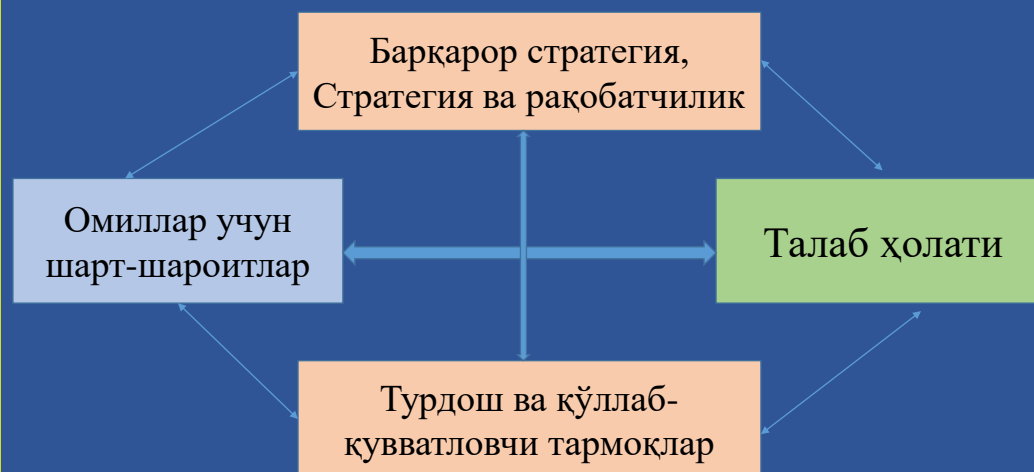 Барқарор стратегия,
Стратегия ва рақобатчилик
Омиллар учун
шарт-шароитлар
Талаб ҳолати
Турдош ва қўллаб-
қувватловчи тармоқлар